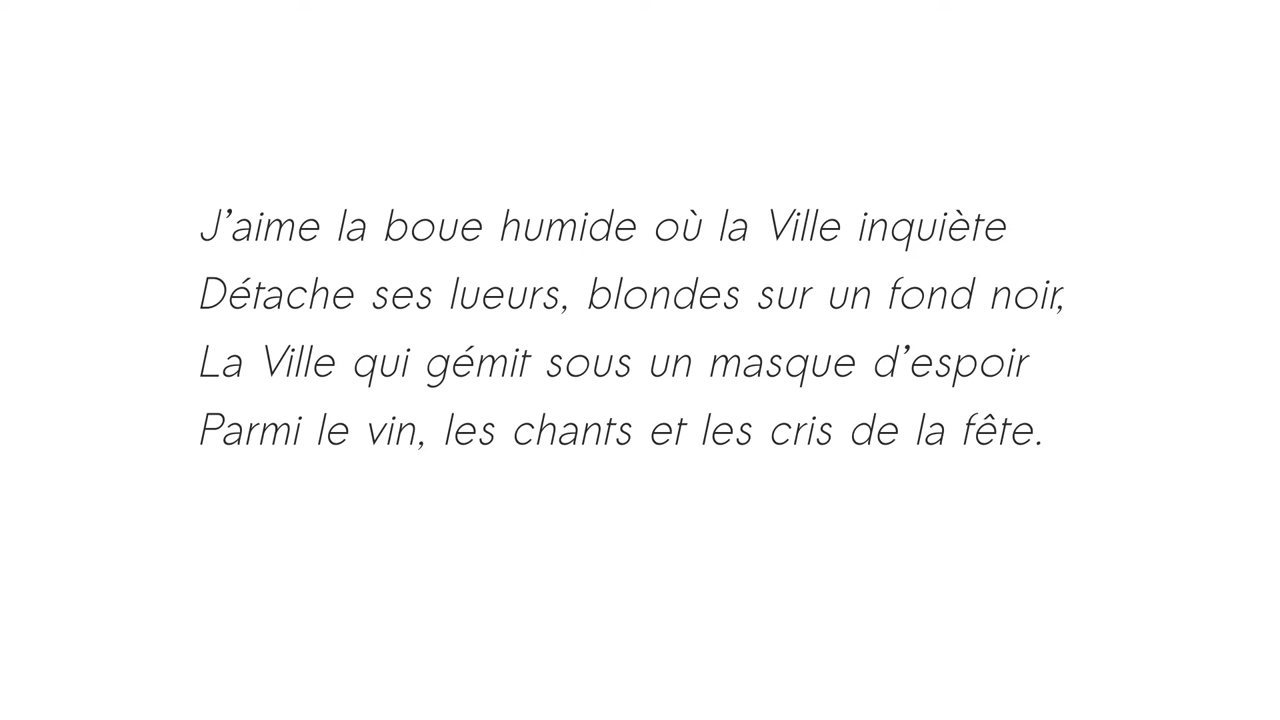 J’aime la boue humide où la Ville inquiète
Détache ses lueurs, blondes sur un fond noir,
La Ville qui gémit sous un masque d’espoir
Parmi le vin, les chants et les cris de la fête.